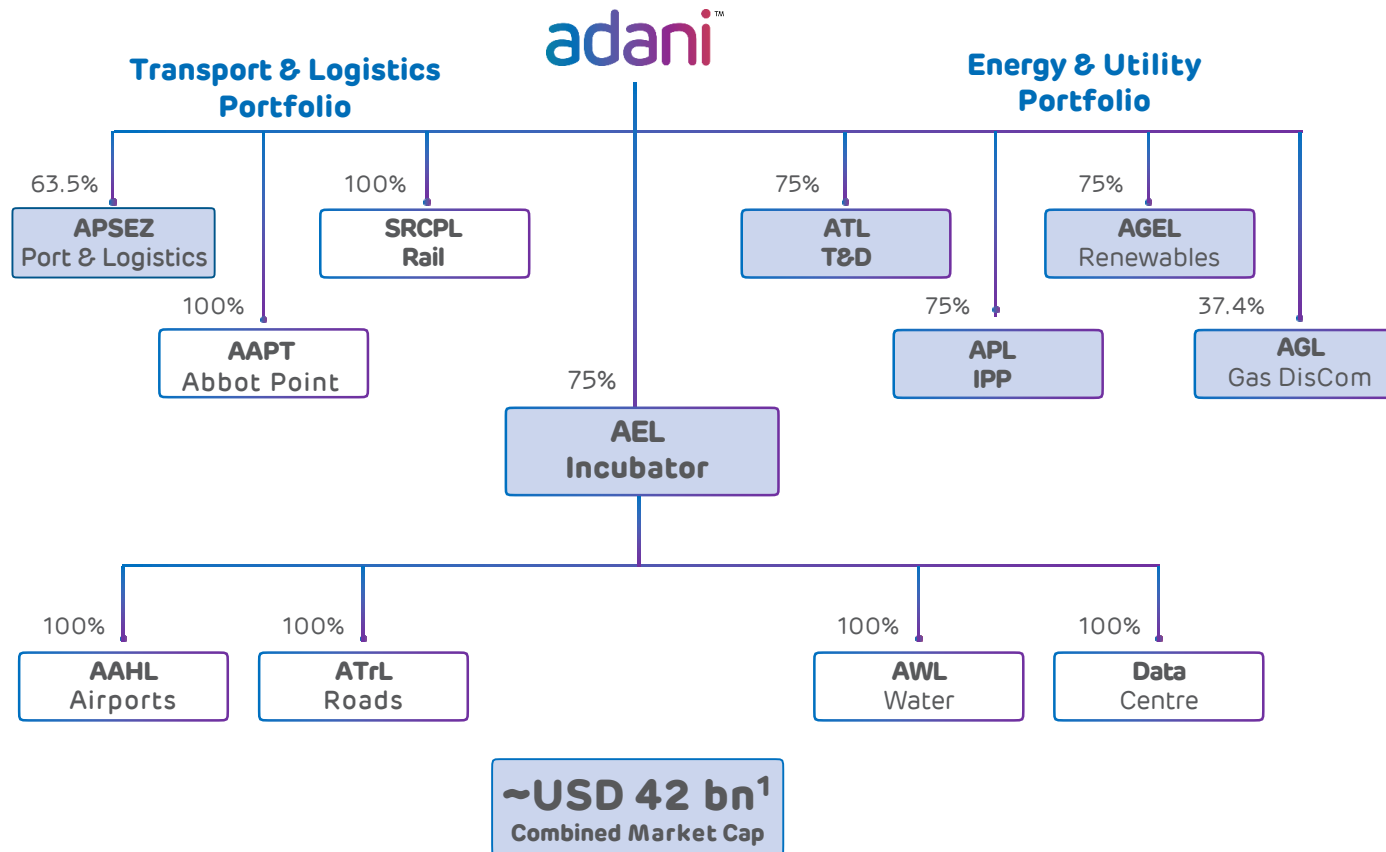 adani™
Transport & Logistics
Portfolio
Energy & Utility
Portfolio
63.5%
APSEZ
Port & Logistics
100%
SRCPL
Rail
75%
ATL
T&D
75%
AGEL
Renewables
100%
AAPT
Abbot Point
75%
APL
IPP
37.4%
AGL
Gas DisCom
75%
AEL
Incubator
100%
AAHL
Airports
100%
ATrL
Roads
100%
AWL
Water
100%
Data
Centre
~USD 42 bn¹
Combined Market Cap